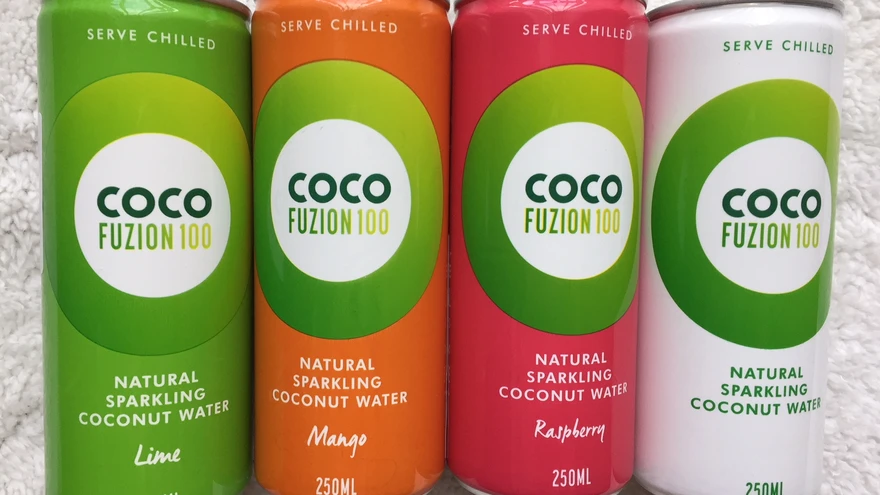 SERVE CHILLED
COCO
FUZION 100
NATURAL
SPARKLING
COCONUT WATER
Lime
SERVE CHILLED
COCO
FUZION 100
NATURAL
SPARKLING
COCONUT WATER
Mango
250ML
SERVE CHILLED
COCO
FUZION 100
NATURAL
SPARKLING
COCONUT WATER
Raspberry
250ML
SERVE CHILLED
COCO
FUZION 100
NATURAL
SPARKLING
COCONUT WATER
250ML